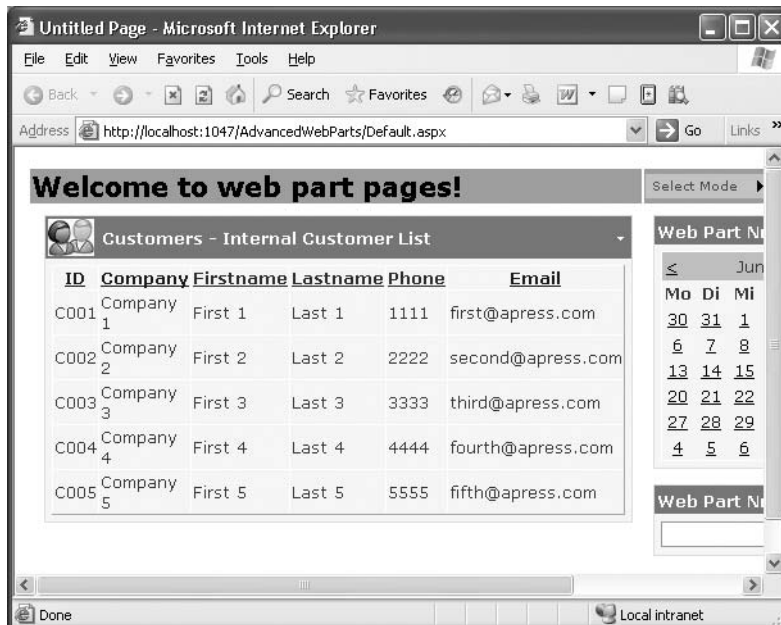 Untitled Page - Microsoft Internet Explorer
File Edit View Favorites Tools Help
Back Search Favorites
Address http://localhost:1047/AdvancedWebParts/Default.aspx Go Links »
Welcome to web part pages! Select Mode
Customers - Internal Customer List
Web Part
< Jun
ID Company Firstname Lastname Phone Email
Mo Di Mi
C001 Company 1 First 1 Last 1 1111 first@apress.com
30 31 1
C002 Company 2 First 2 Last 2 2222 second@apress.com
6 7 8
C003 Company 3 First 3 Last 3 3333 third@apress.com
13 14 15
C004 Company 4 First 4 Last 4 4444 fourth@apress.com
20 21 22
27 28 29
C005 Company 5 First 5 Last 5 5555 fifth@apress.com
4 5 6
Web Part
Done Local intranet